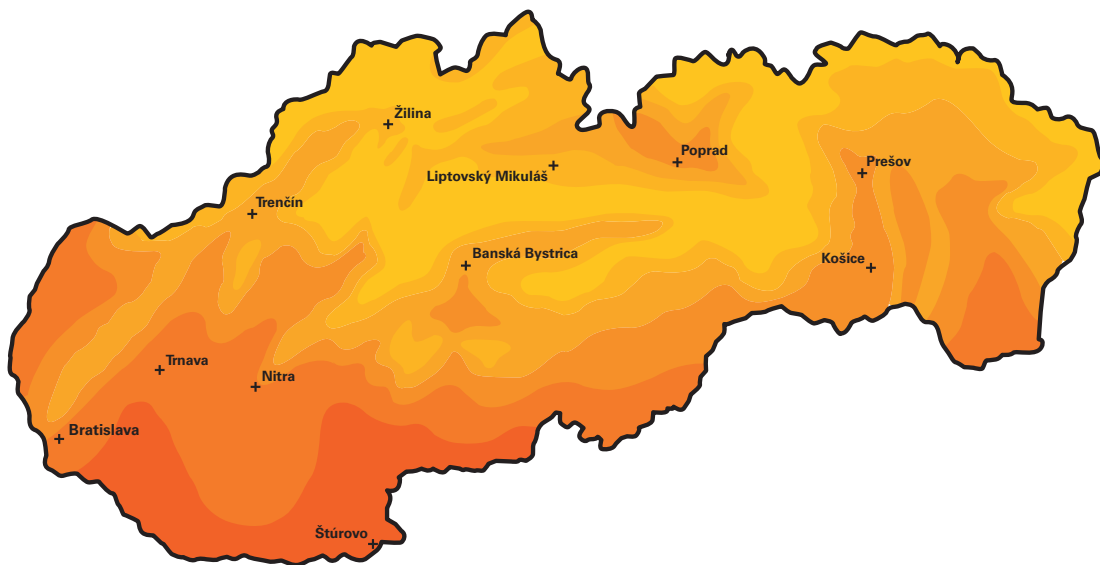 Žilina
Poprad
Prešov
Liptovský Mikuláš
Trenčín
Banská Bystrica
Košice
Trnava
Nitra
Bratislava
Štúrovo